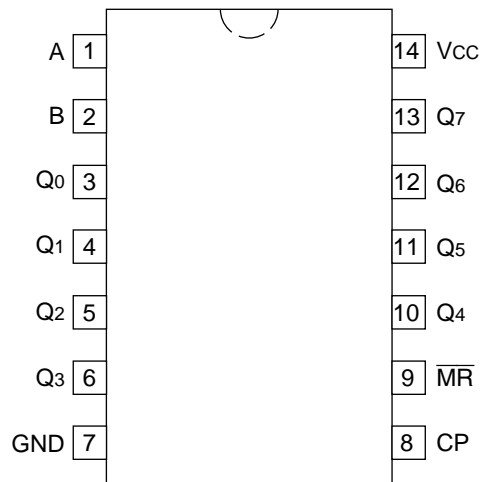 A 1 14 VCC
B 2 13 Q7
Q0 3 12 Q6
Q1 4 11 Q5
Q2 5 10 Q4
Q3 6 9 M̅R̅
GND 7 8 CP